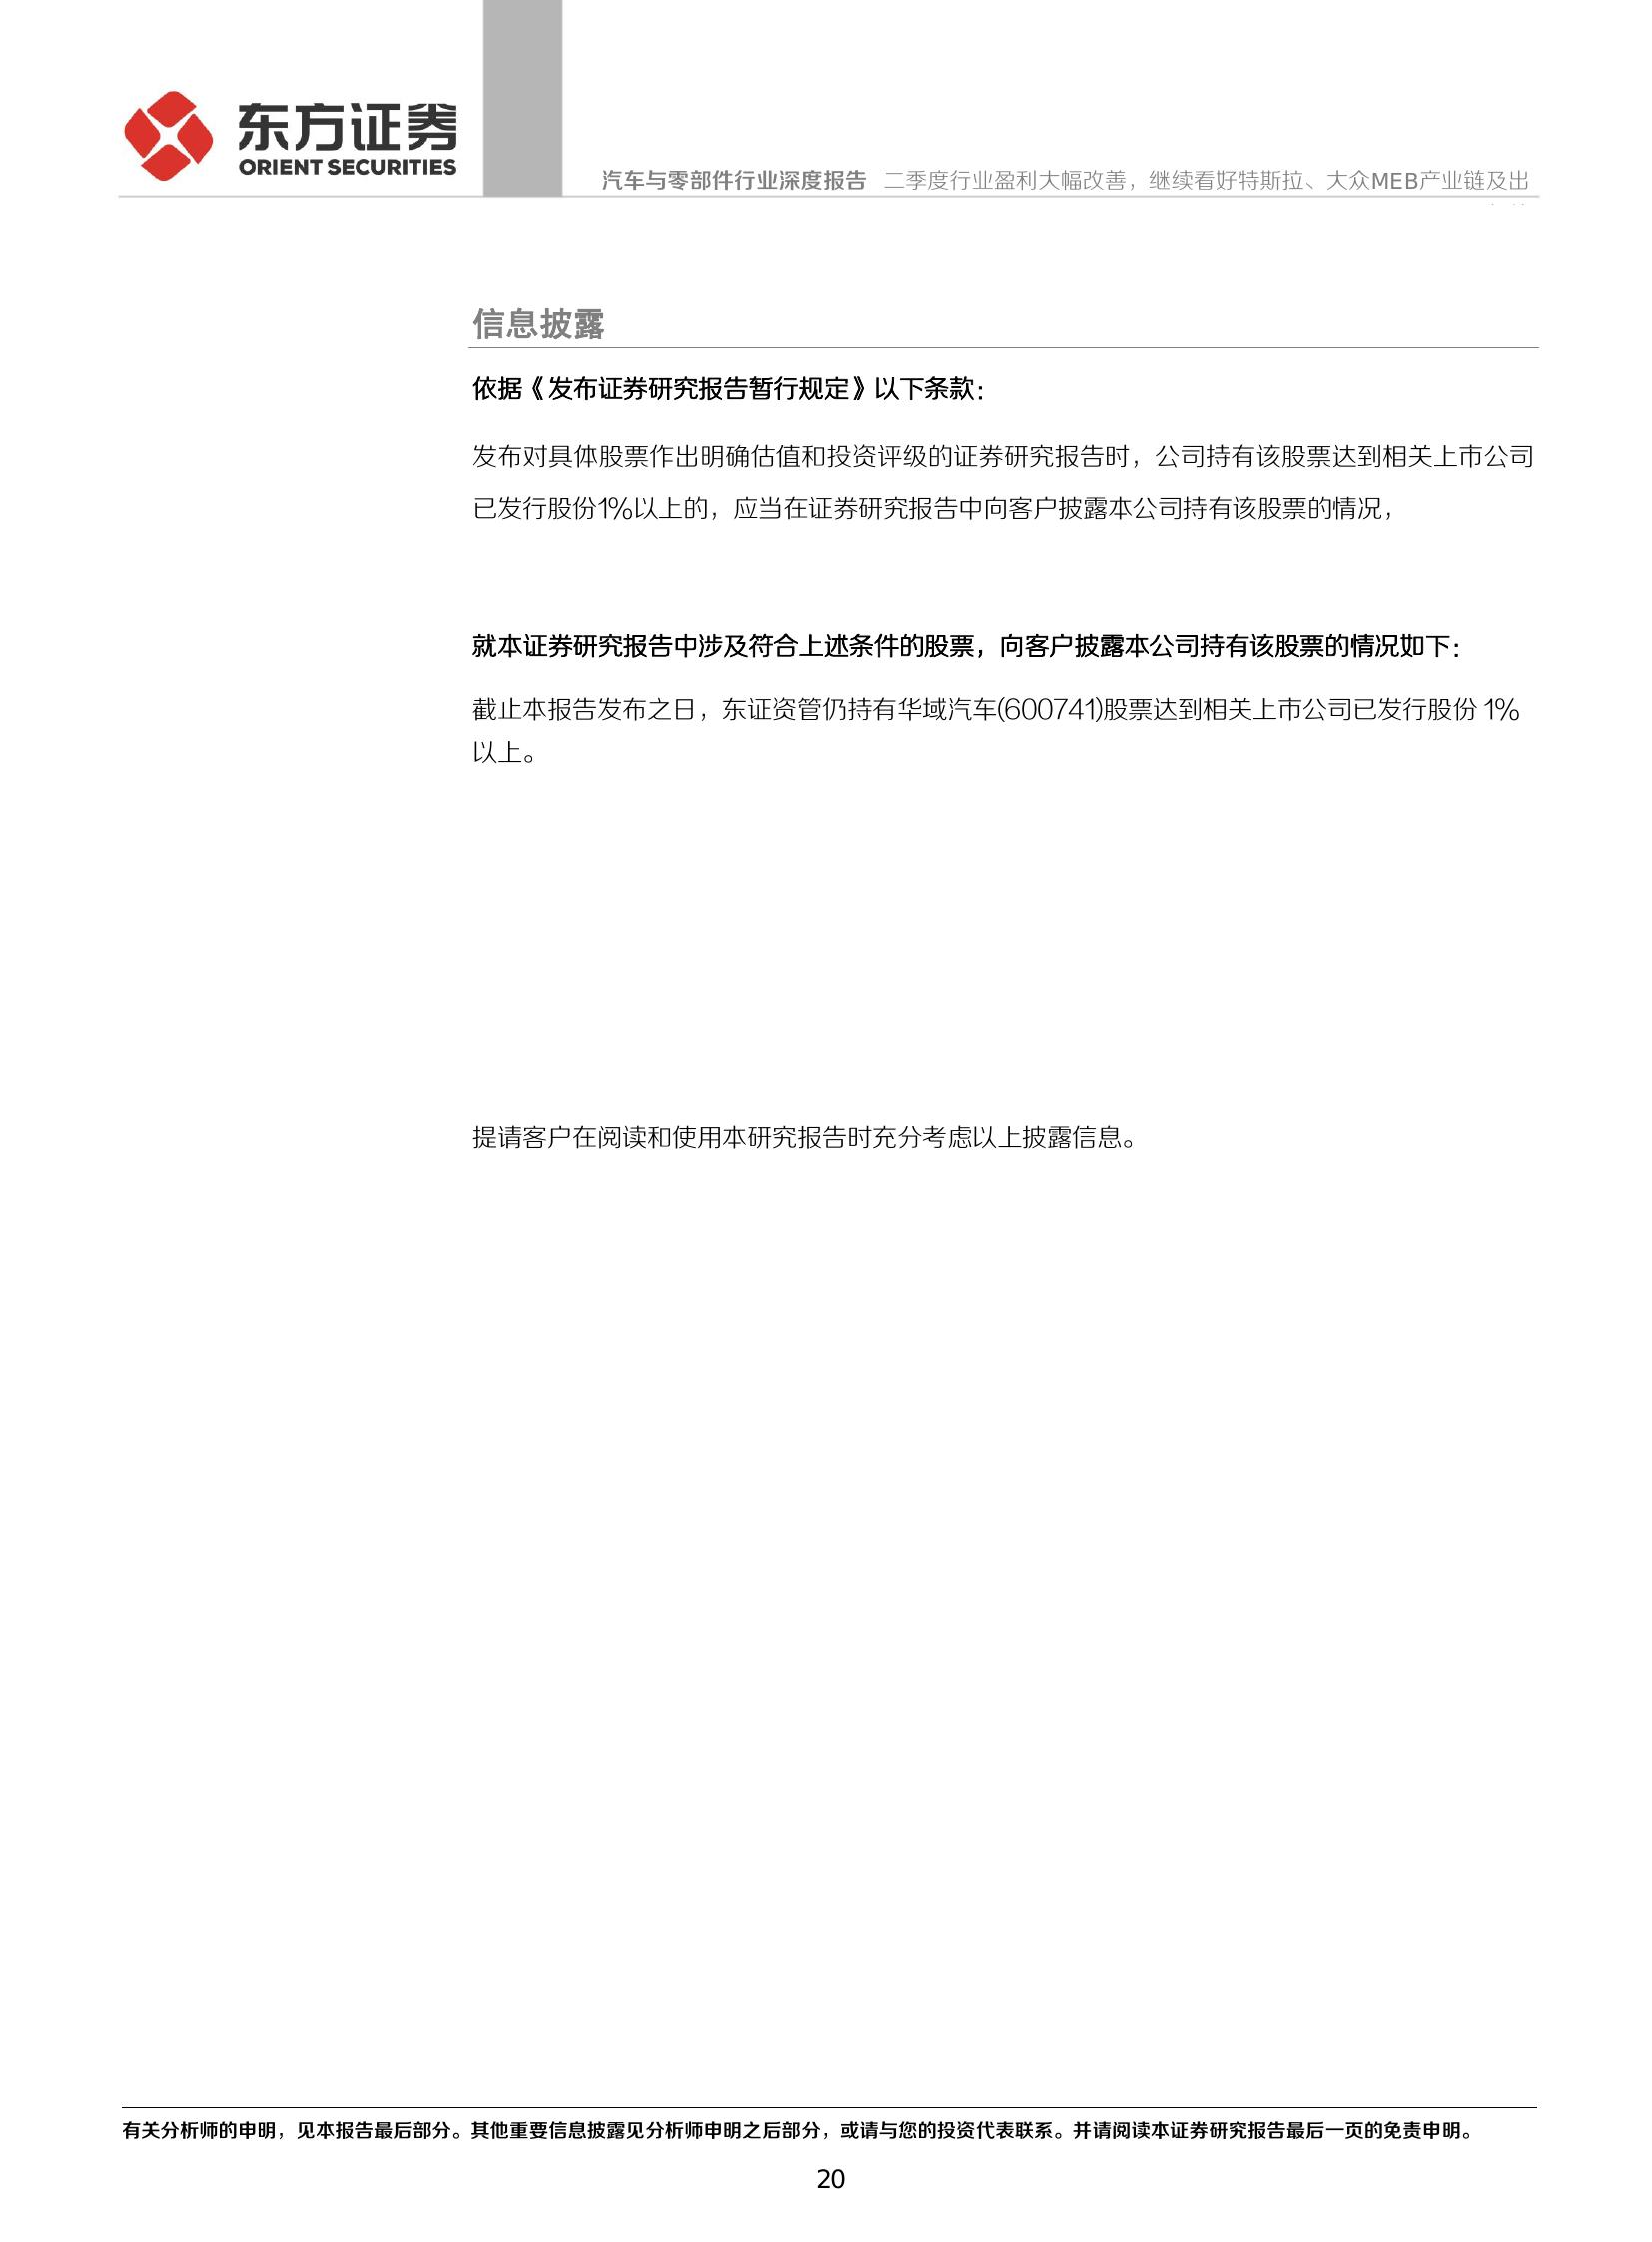 东方证券
ORIENT SECURITIES
汽车与零部件行业深度报告 二季度行业盈利大幅改善，继续看好特斯拉、大众MEB产业链及出
信息披露
依据《发布证券研究报告暂行规定》以下条款：
发布对具体股票作出明确估值和投资评级的证券研究报告时，公司持有该股票达到相关上市公司
已发行股份1%以上的，应当在证券研究报告中向客户披露本公司持有该股票的情况，
就本证券研究报告中涉及符合上述条件的股票，向客户披露本公司持有该股票的情况如下：
截止本报告发布之日，东证资管仍持有华域汽车(600741)股票达到相关上市公司已发行股份 1%
以上。
提请客户在阅读和使用本研究报告时充分考虑以上披露信息。
有关分析师的申明，见本报告最后部分。其他重要信息披露见分析师申明之后部分，或请与您的投资代表联系。并请阅读本证券研究报告最后一页的免责申明。
20